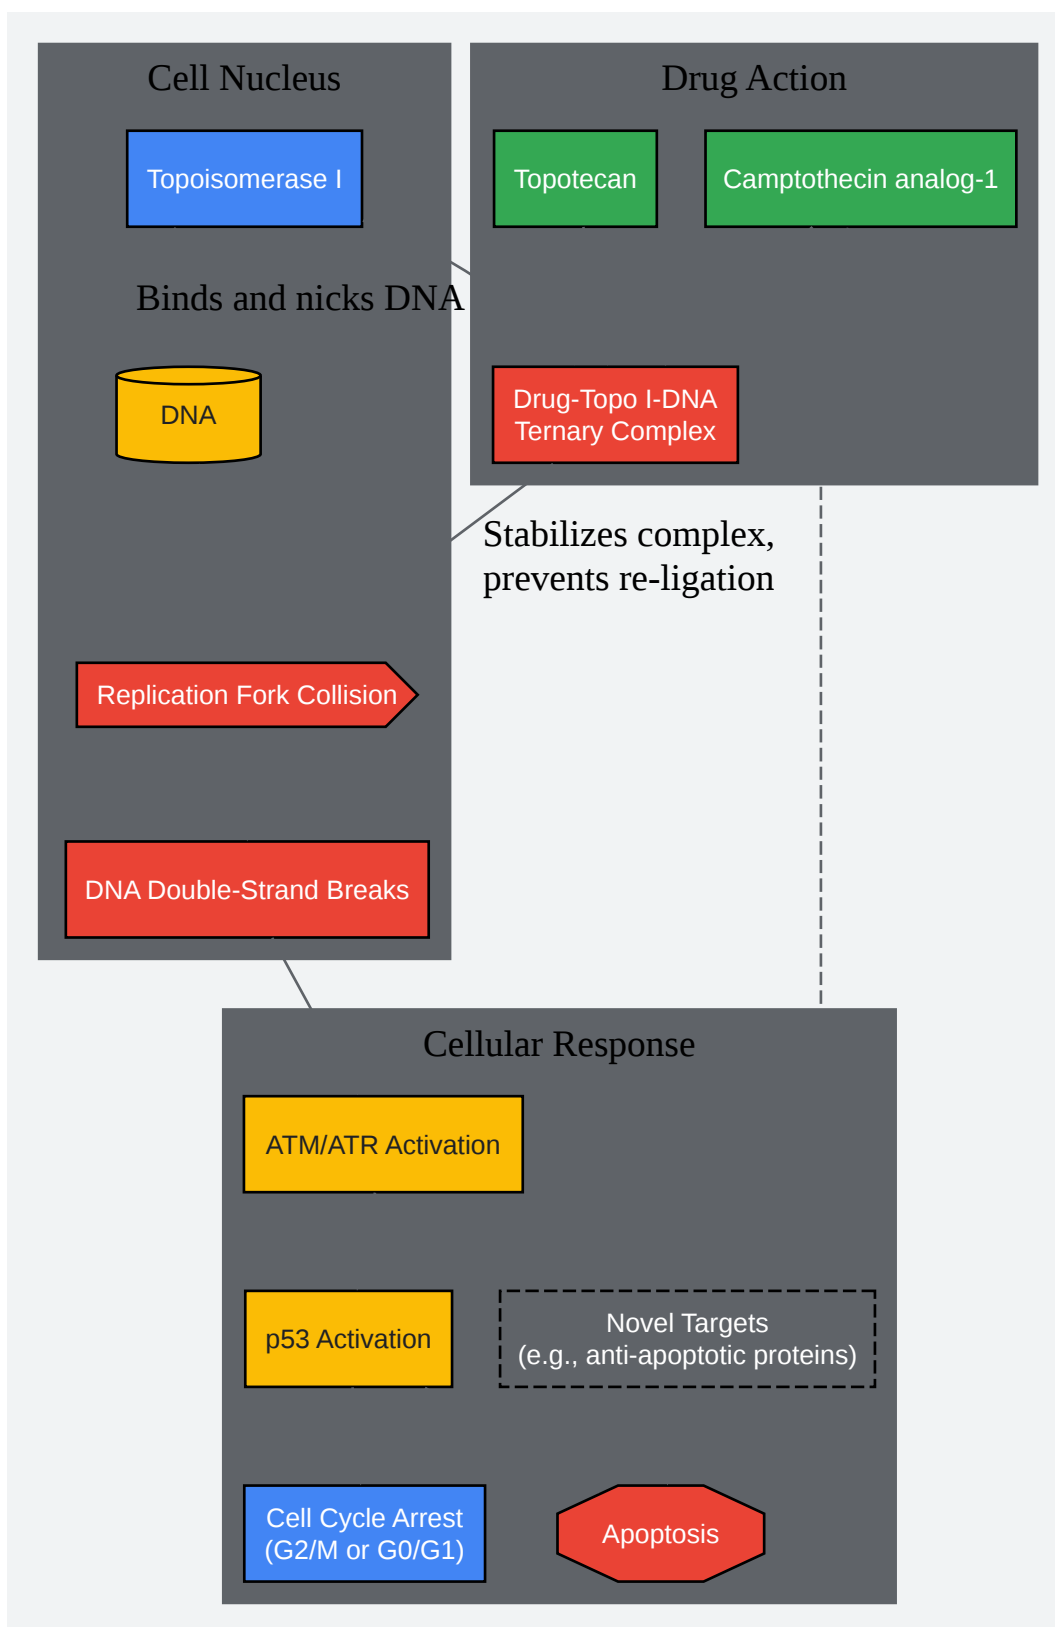 Cell Nucleus
Topoisomerase I
Binds and nicks DNA
DNA
Replication Fork Collision
DNA Double-Strand Breaks
Drug Action
Topotecan
Camptothecin analog-1
Drug-Topo I-DNA
Ternary Complex
Stabilizes complex,
prevents re-ligation
Cellular Response
ATM/ATR Activation
p53 Activation
Novel Targets
(e.g., anti-apoptotic proteins)
Cell Cycle Arrest
(G2/M or G0/G1)
Apoptosis